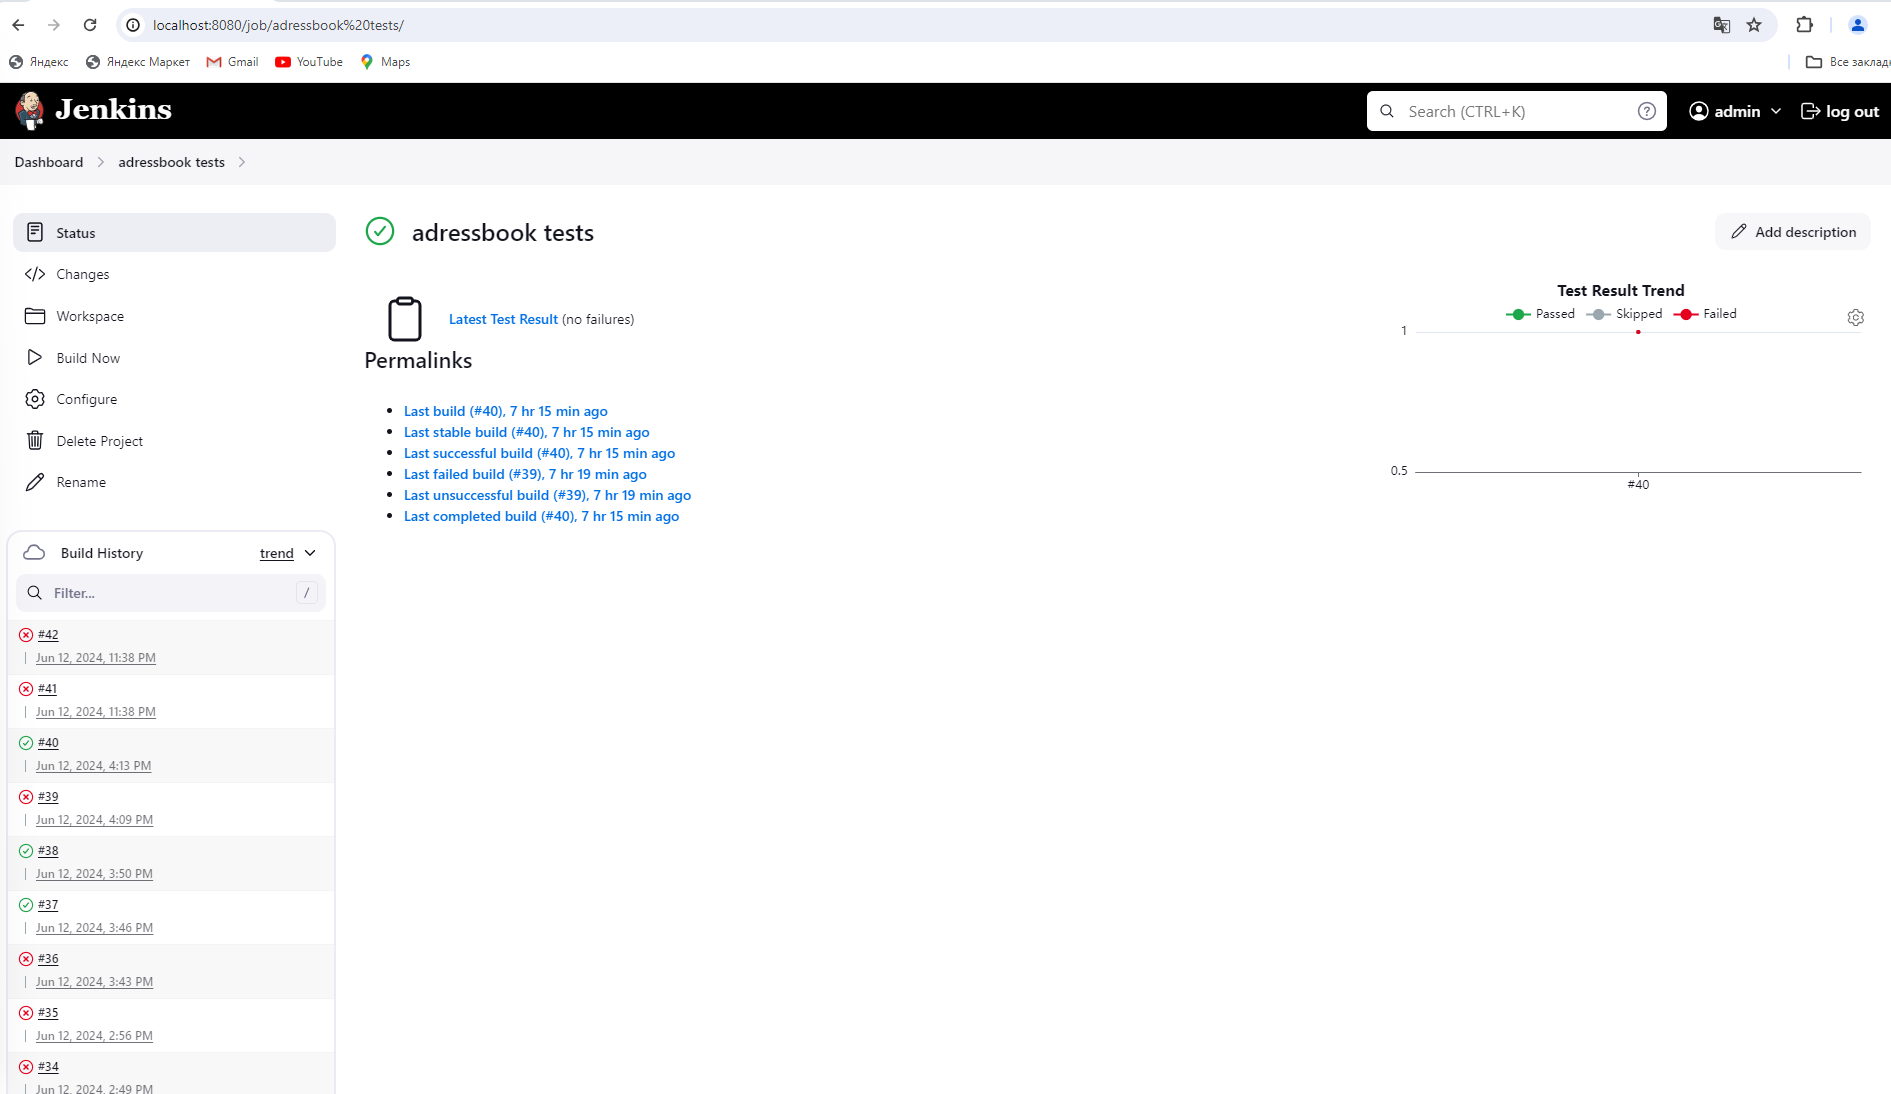 localhost:8080/job/adressbook%20tests/
Яндекс Яндекс Маркет Gmail YouTube Maps Все заклад
Jenkins
Search (CTRL+K) ? admin log out
Dashboard adressbook tests
Status
Changes
Workspace
Build Now
Configure
Delete Project
Rename
Build History trend
Filter... /
#42
Jun 12, 2024, 11:38 PM
#41
Jun 12, 2024, 11:38 PM
#40
Jun 12, 2024, 4:13 PM
#39
Jun 12, 2024, 4:09 PM
#38
Jun 12, 2024, 3:50 PM
#37
Jun 12, 2024, 3:46 PM
#36
Jun 12, 2024, 3:43 PM
#35
Jun 12, 2024, 2:56 PM
#34
Jun 12, 2024, 2:49 PM
adressbook tests
Add description
Latest Test Result (no failures)
Permalinks
Last build (#40), 7 hr 15 min ago
Last stable build (#40), 7 hr 15 min ago
Last successful build (#40), 7 hr 15 min ago
Last failed build (#39), 7 hr 19 min ago
Last unsuccessful build (#39), 7 hr 19 min ago
Last completed build (#40), 7 hr 15 min ago
Test Result Trend
Passed Skipped Failed
1
0.5
#40